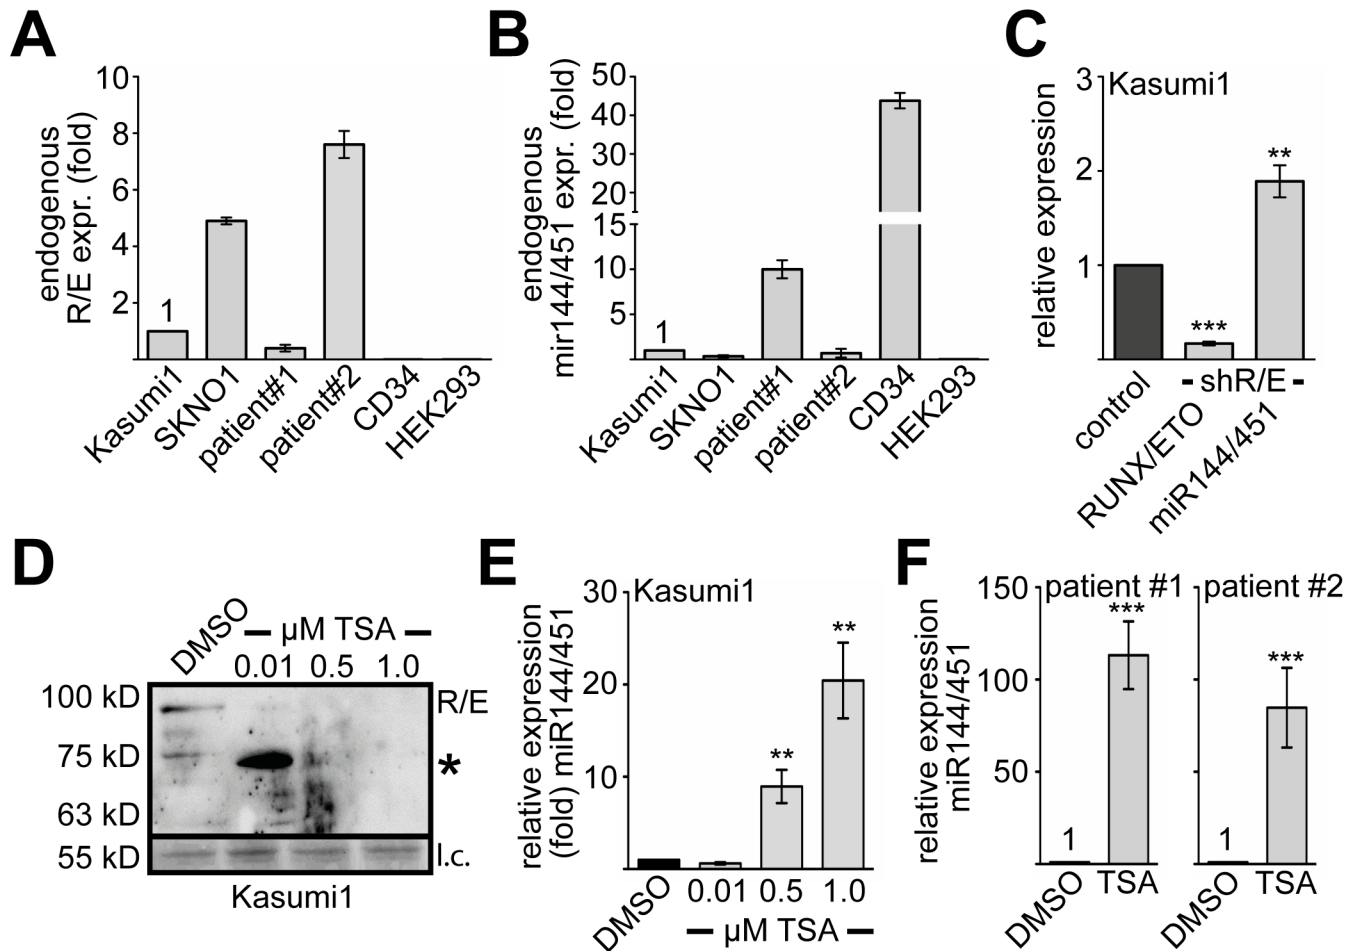 A
endogenous
R/E expr. (fold)
10
8
6
4
2
1
Kasumi1
SKNO1
patient#1
patient#2
CD34
HEK293
B
endogenous
mir144/451 expr. (fold)
50
40
30
20
15
10
5
1
Kasumi1
SKNO1
patient#1
patient#2
CD34
HEK293
C
relative expression
3
2
1
Kasumi1
***
**
control
- shR/E -
RUNX/ETO
miR144/451
D
DMSO
µM TSA
0.01 0.5 1.0
100 kD
75 kD
63 kD
55 kD
R/E
*
l.c.
Kasumi1
E
relative expression
(fold) miR144/451
30
20
10
Kasumi1
**
**
DMSO
0.01 0.5 1.0
µM TSA
F
relative expression
miR144/451
150
100
50
patient #1
***
1
DMSO
TSA
patient #2
***
1
DMSO
TSA